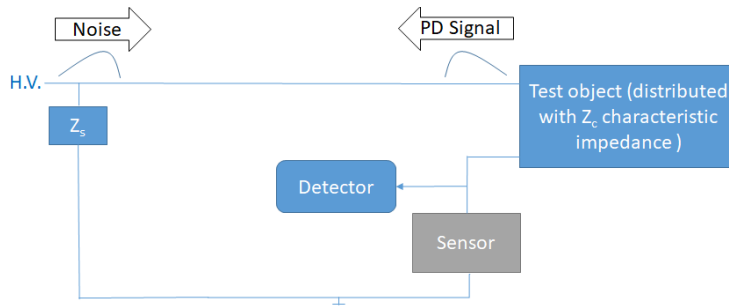 Noise
PD Signal
H.V.
Zs
Test object (distributed
with Zc characteristic
impedance )
Detector
Sensor